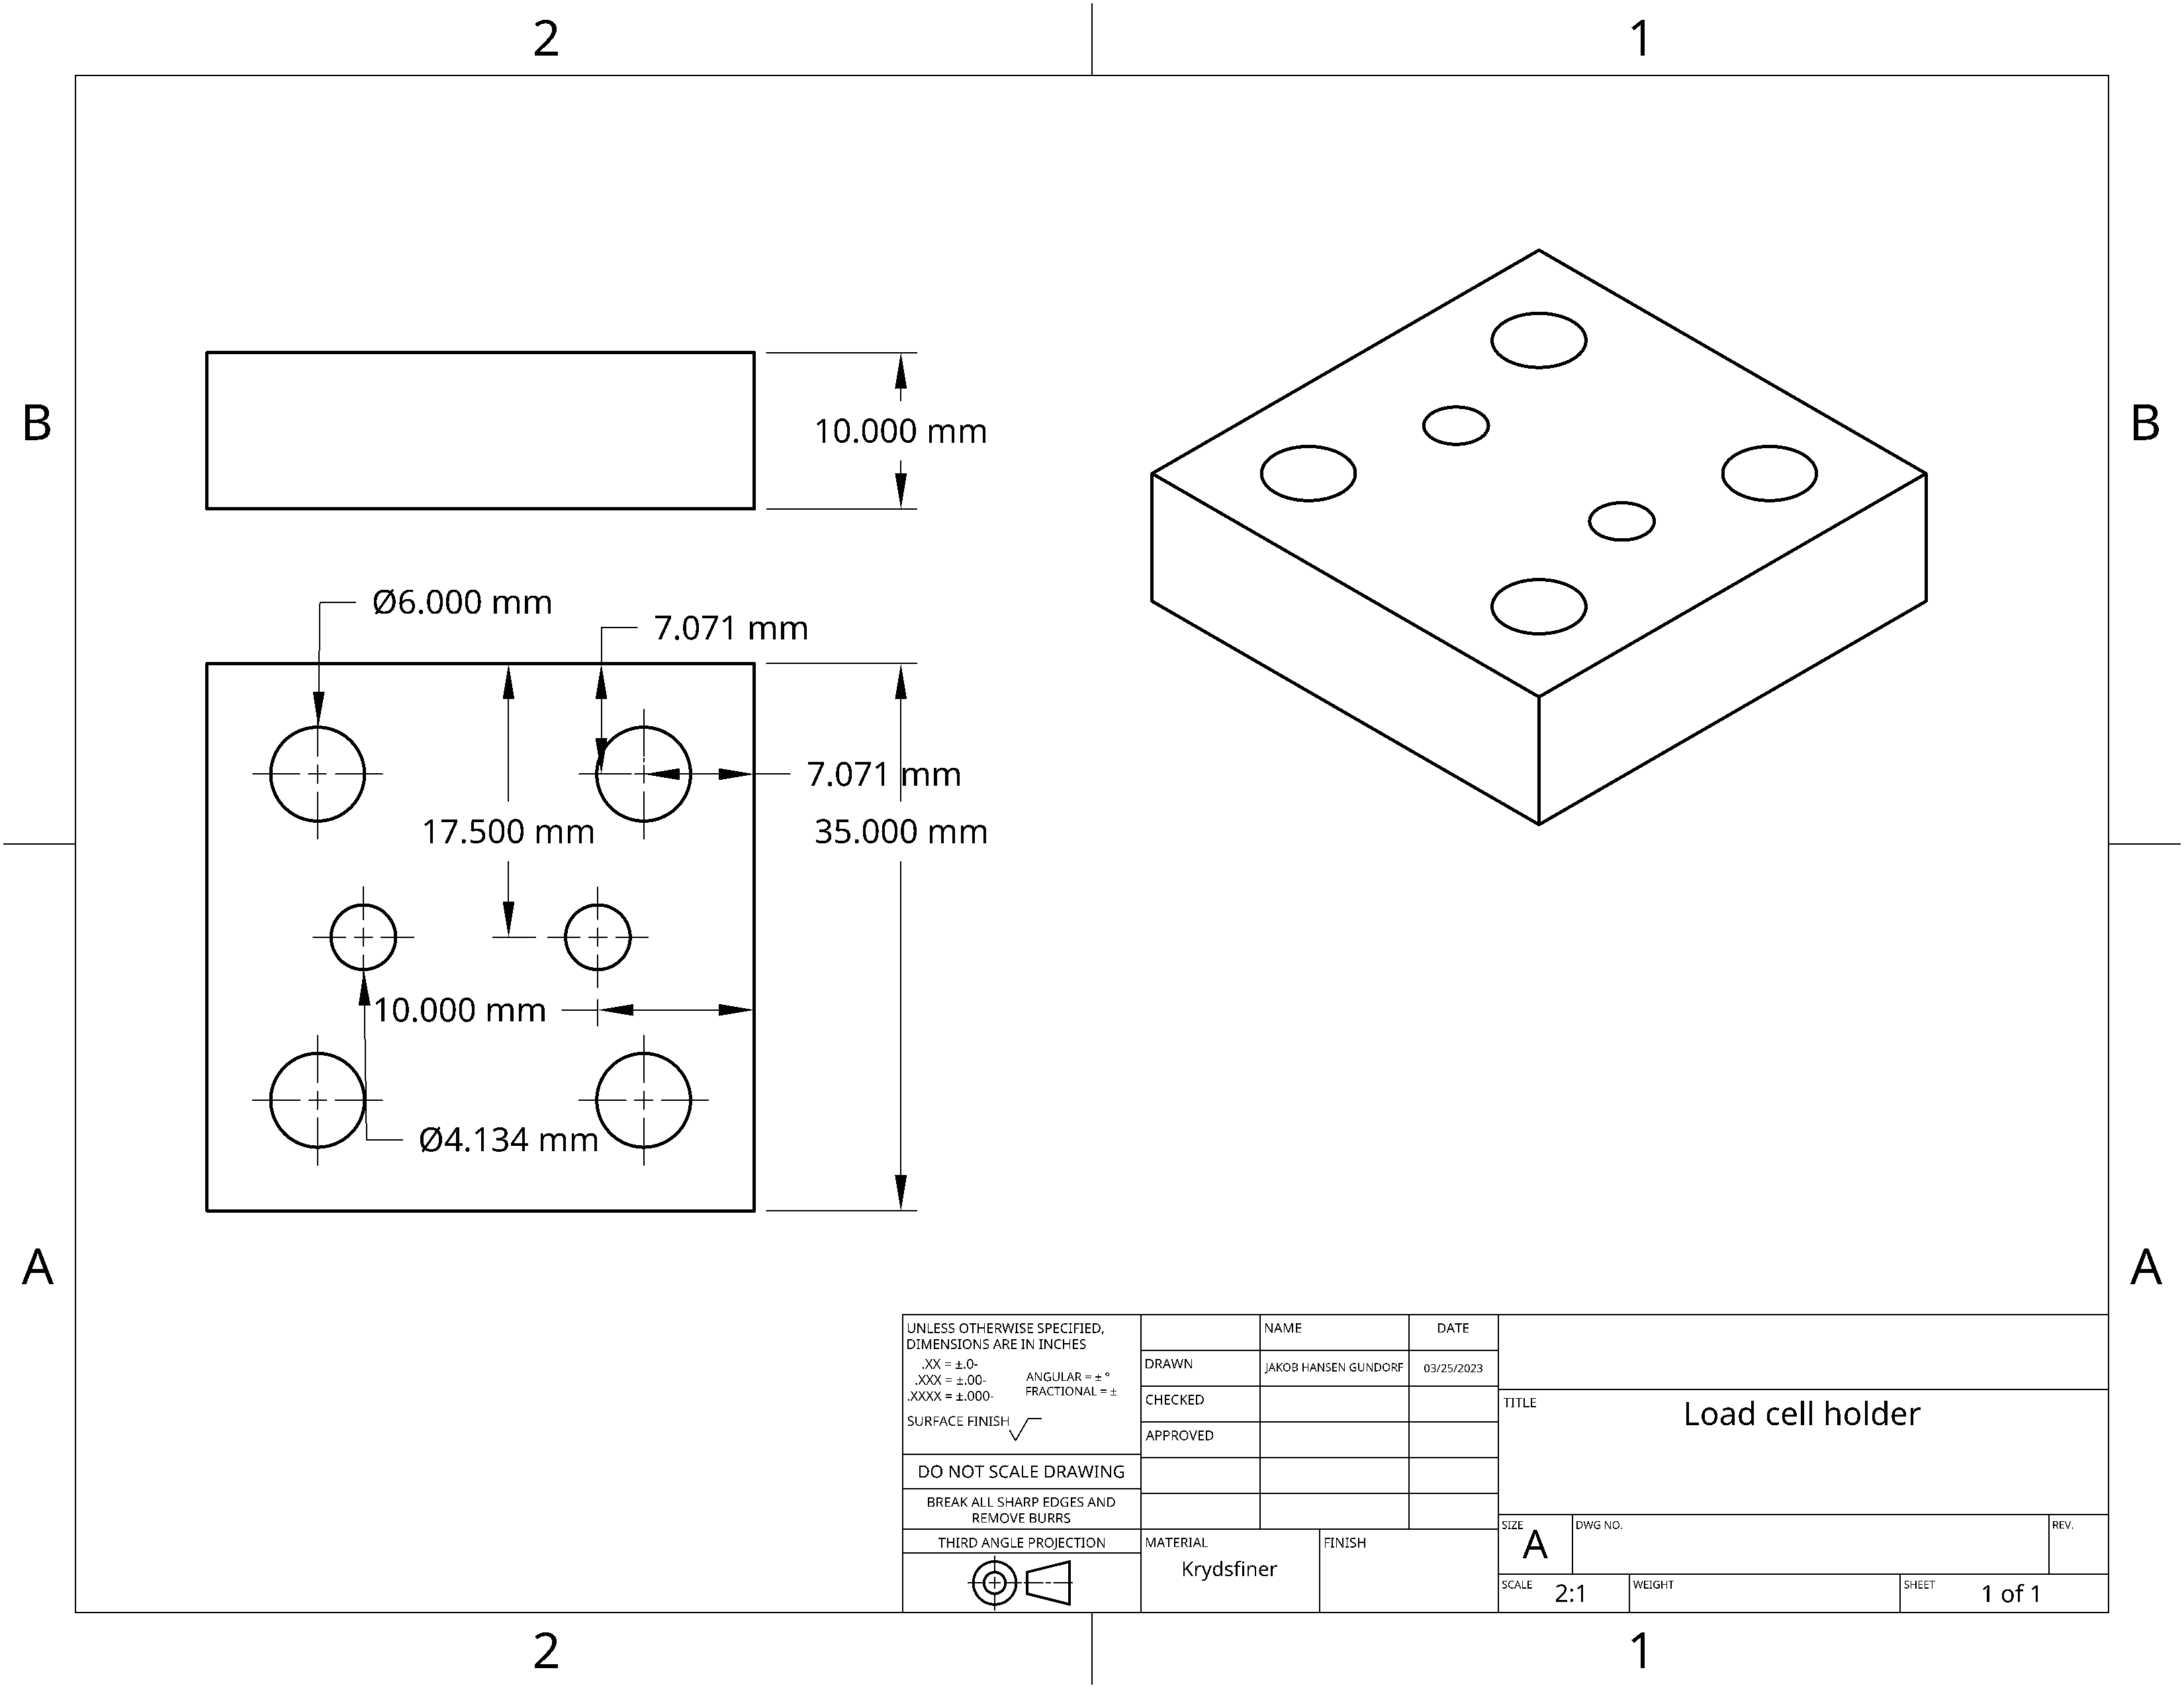 2
1
B
B
10.000 mm
Ø6.000 mm
7.071 mm
7.071 mm
17.500 mm
35.000 mm
10.000 mm
Ø4.134 mm
A
A
UNLESS OTHERWISE SPECIFIED,
DIMENSIONS ARE IN INCHES
.XX = ±.0-
.XXX = ±.00-
.XXXX = ±.000-
ANGULAR = ± °
FRACTIONAL = ±
SURFACE FINISH
DO NOT SCALE DRAWING
BREAK ALL SHARP EDGES AND
REMOVE BURRS
THIRD ANGLE PROJECTION
NAME
DATE
DRAWN
JAKOB HANSEN GUNDORF
03/25/2023
CHECKED
APPROVED
MATERIAL
Krydsfiner
FINISH
TITLE
Load cell holder
SIZE
A
DWG NO.
REV.
SCALE
2:1
WEIGHT
SHEET
1 of 1
2
1